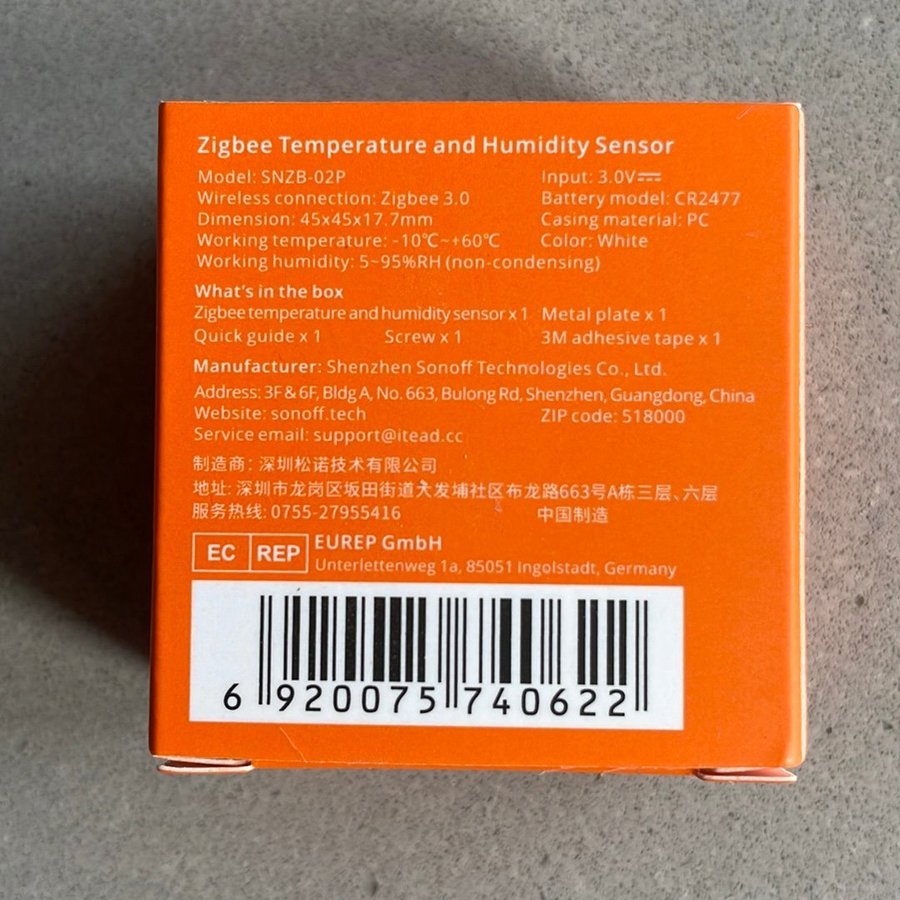 Zigbee Temperature and Humidity Sensor
Model: SNZB-02P Input: 3.0V⎓
Wireless connection: Zigbee 3.0 Battery model: CR2477
Dimension: 45x45x17.7mm Casing material: PC
Working temperature: -10℃~+60℃ Color: White
Working humidity: 5~95%RH (non-condensing)
What's in the box
Zigbee temperature and humidity sensor x 1 Metal plate x 1
Quick guide x 1 Screw x 1 3M adhesive tape x 1
Manufacturer: Shenzhen Sonoff Technologies Co., Ltd.
Address: 3F & 6F, Bldg A, No. 663, Bulong Rd, Shenzhen, Guangdong, China
Website: sonoff.tech ZIP code: 518000
Service email: support@itead.cc
制造商: 深圳松诺技术有限公司
地址: 深圳市龙岗区坂田街道大发埔社区布龙路663号A栋三层、六层
服务热线: 0755-27955416 中国制造
EC REP EUREP GmbH
Unterlettenweg 1a, 85051 Ingolstadt, Germany
6 920075 740622